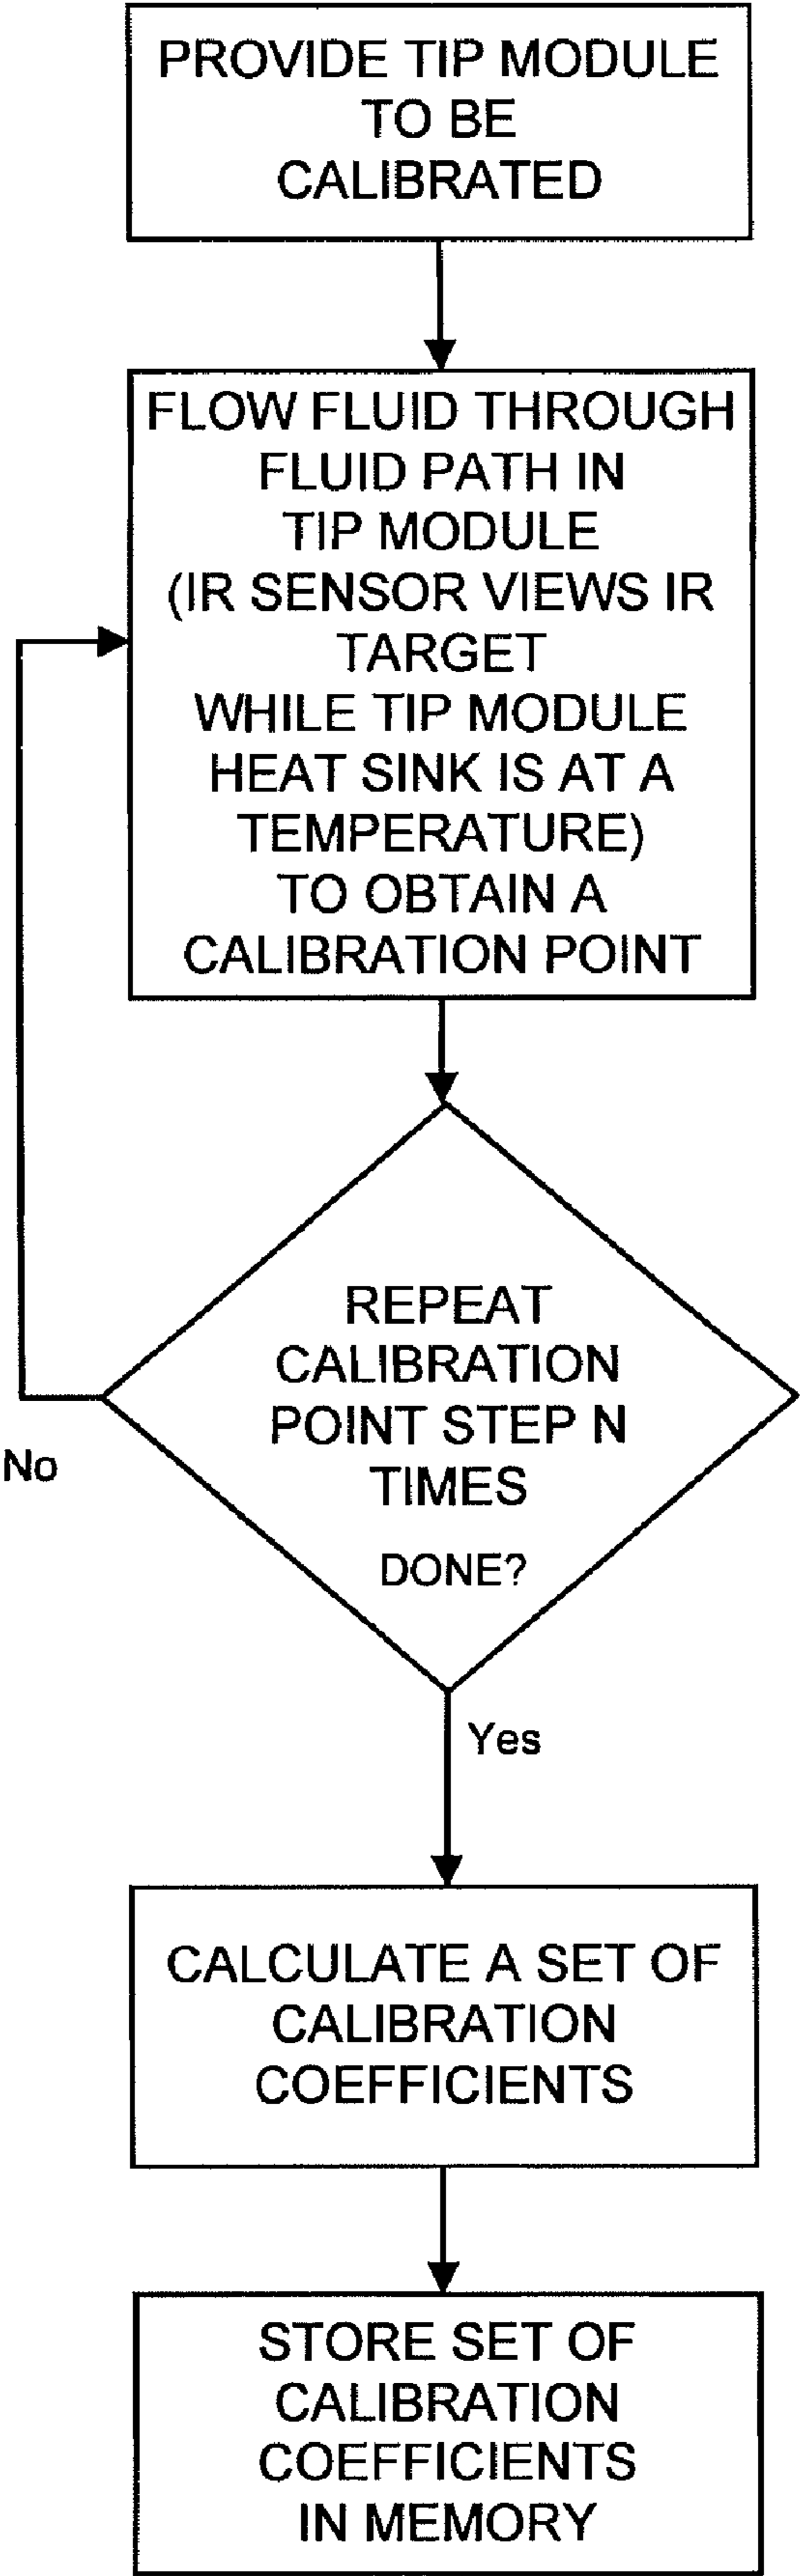 PROVIDE TIP MODULE
TO BE
CALIBRATED
FLOW FLUID THROUGH
FLUID PATH IN
TIP MODULE
(IR SENSOR VIEWS IR
TARGET
WHILE TIP MODULE
HEAT SINK IS AT A
TEMPERATURE)
TO OBTAIN A
CALIBRATION POINT
REPEAT
CALIBRATION
POINT STEP N
TIMES
DONE?
No
Yes
CALCULATE A SET OF
CALIBRATION
COEFFICIENTS
STORE SET OF
CALIBRATION
COEFFICIENTS
IN MEMORY